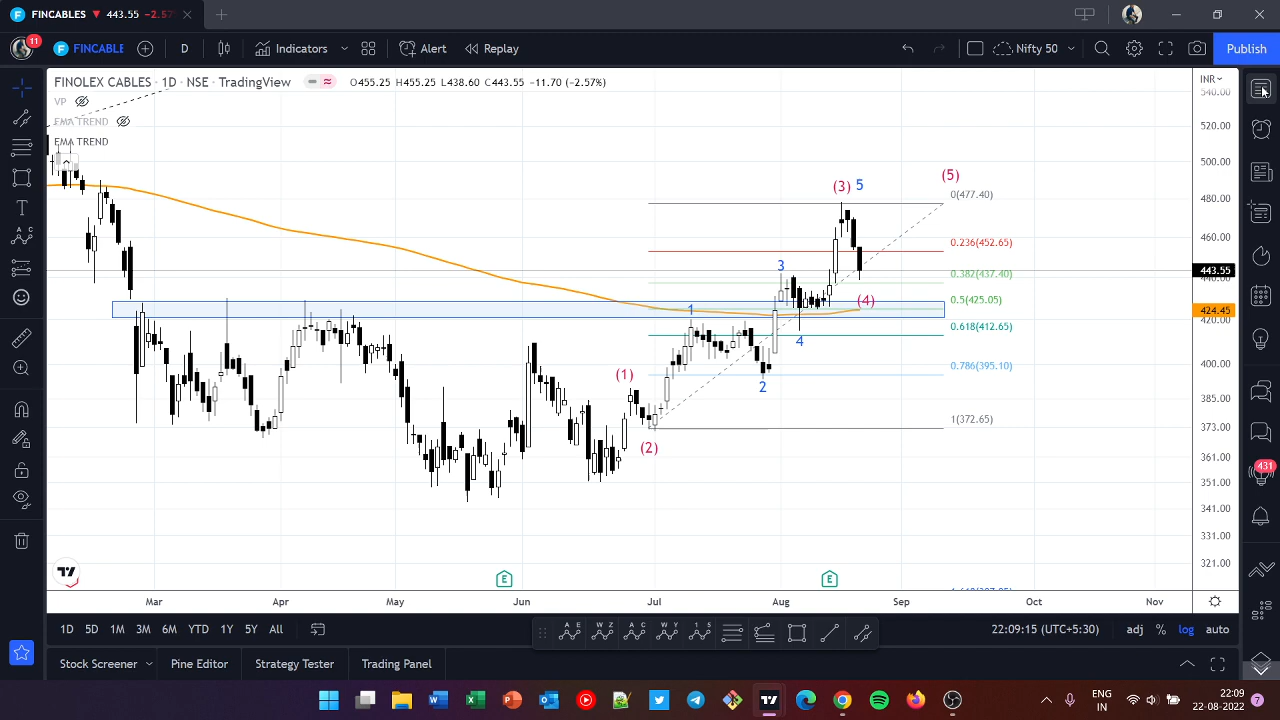 FINCABLES ▼ 443.55 −2.57
11
FINCABLE
D
Indicators
Alert
Replay
Nifty 50
Publish
FINOLEX CABLES · 1D · NSE · TradingView
O455.25 H455.25 L438.60 C443.55 −11.70 (−2.57%)
VP
EMA TREND
EMA TREND
INR
540.00
520.00
500.00
480.00
460.00
443.55
440.00
424.45
420.00
400.00
385.00
373.00
361.00
351.00
341.00
331.00
321.00
(3) 5
(5)
0(477.40)
0.236(452.65)
3
0.382(437.40)
(4)
0.5(425.05)
1
0.618(412.65)
4
0.786(395.10)
(1)
2
1(372.65)
(2)
E
E
431
Mar
Apr
May
Jun
Jul
Aug
Sep
Oct
Nov
1D 5D 1M 3M 6M YTD 1Y 5Y All
A E
W Z
A C
W Y
1 5
22:09:15 (UTC+5:30)
adj % log auto
Stock Screener
Pine Editor
Strategy Tester
Trading Panel
ENG
IN
22:09
22-08-2022
7